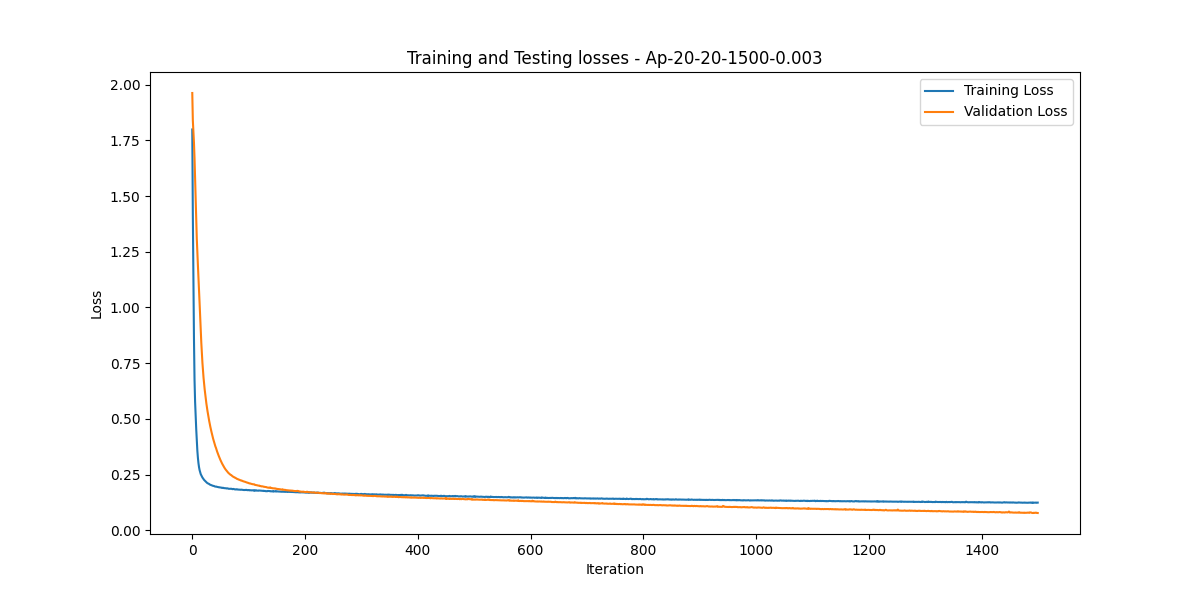 Training and Testing losses - Ap-20-20-1500-0.003
Training Loss
Validation Loss
2.00
1.75
1.50
1.25
1.00
0.75
0.50
0.25
0.00
Loss
0 200 400 600 800 1000 1200 1400
Iteration